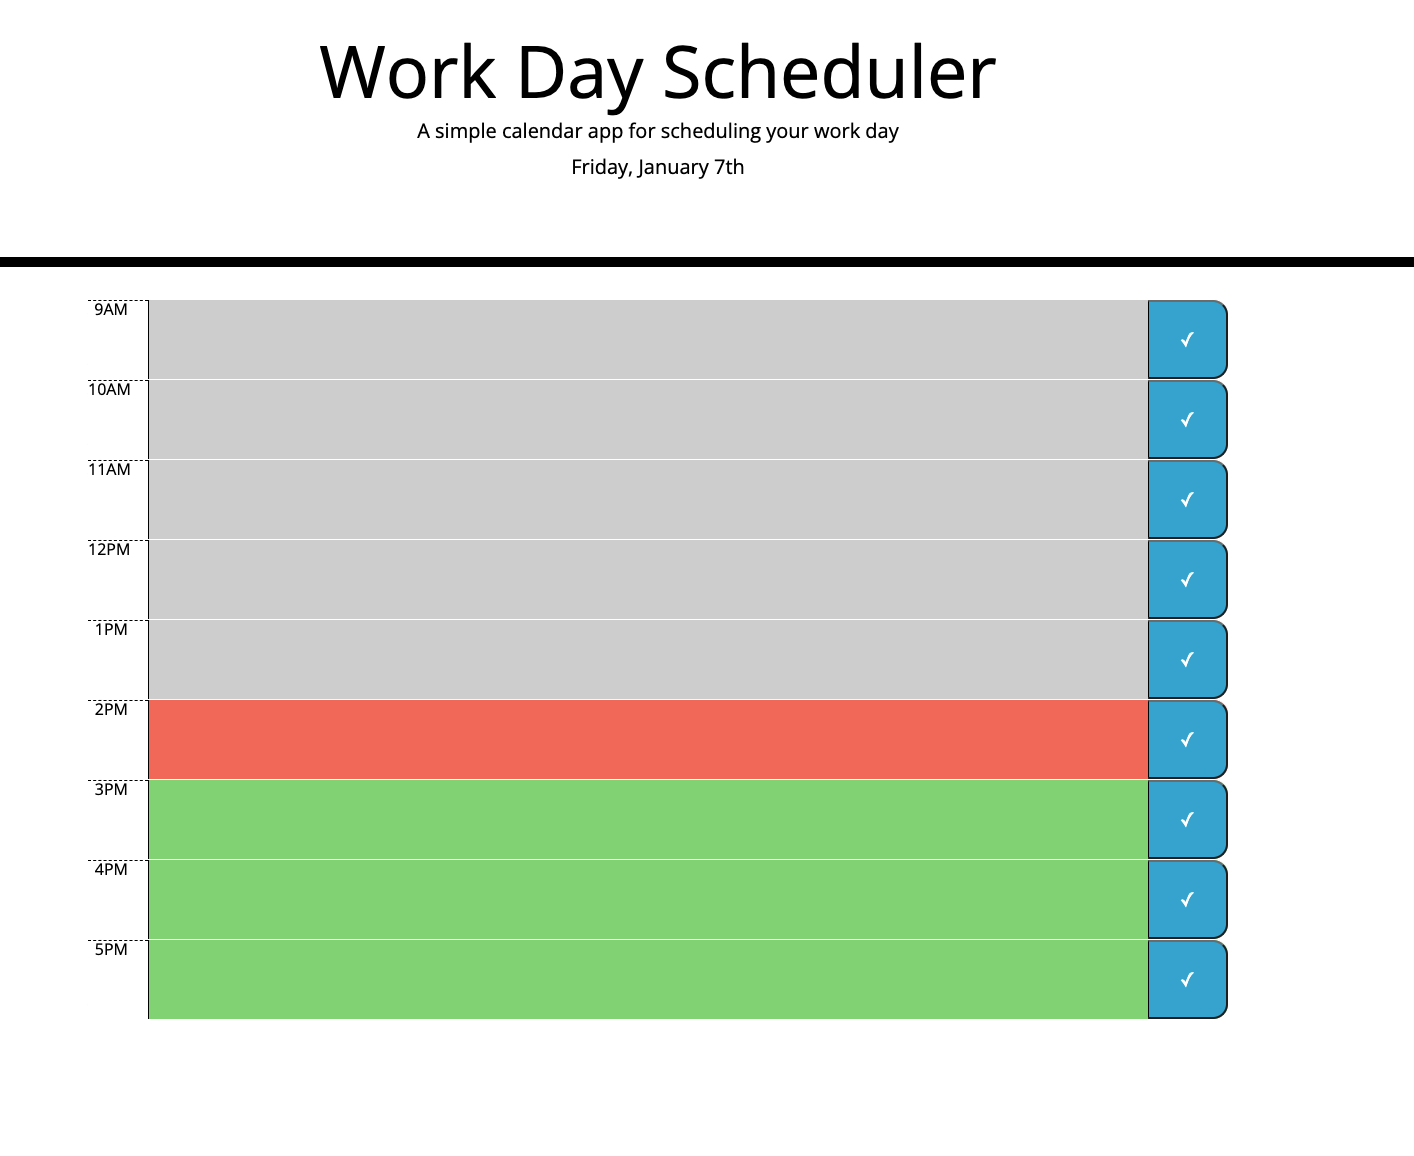 Work Day Scheduler
A simple calendar app for scheduling your work day
Friday, January 7th
9AM
✓
10AM
✓
11AM
✓
12PM
✓
1PM
✓
2PM
✓
3PM
✓
4PM
✓
5PM
✓